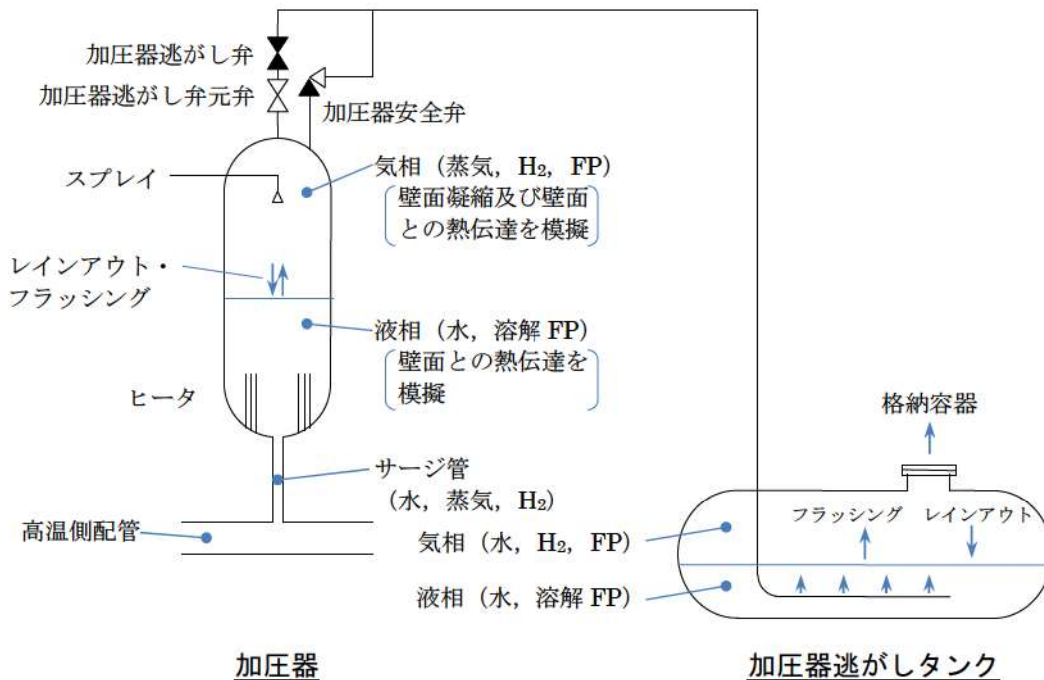 加圧器逃がし弁
加圧器逃がし弁元弁
加圧器安全弁
スプレイ
気相（蒸気，H₂，FP）
壁面凝縮及び壁面
との熱伝達を模擬
レインアウト・
フラッシング
液相（水，溶解 FP）
壁面との熱伝達を
模擬
ヒータ
サージ管
（水，蒸気，H₂）
高温側配管
加圧器
格納容器
フラッシング
レインアウト
気相（水，H₂，FP）
液相（水，溶解 FP）
加圧器逃がしタンク